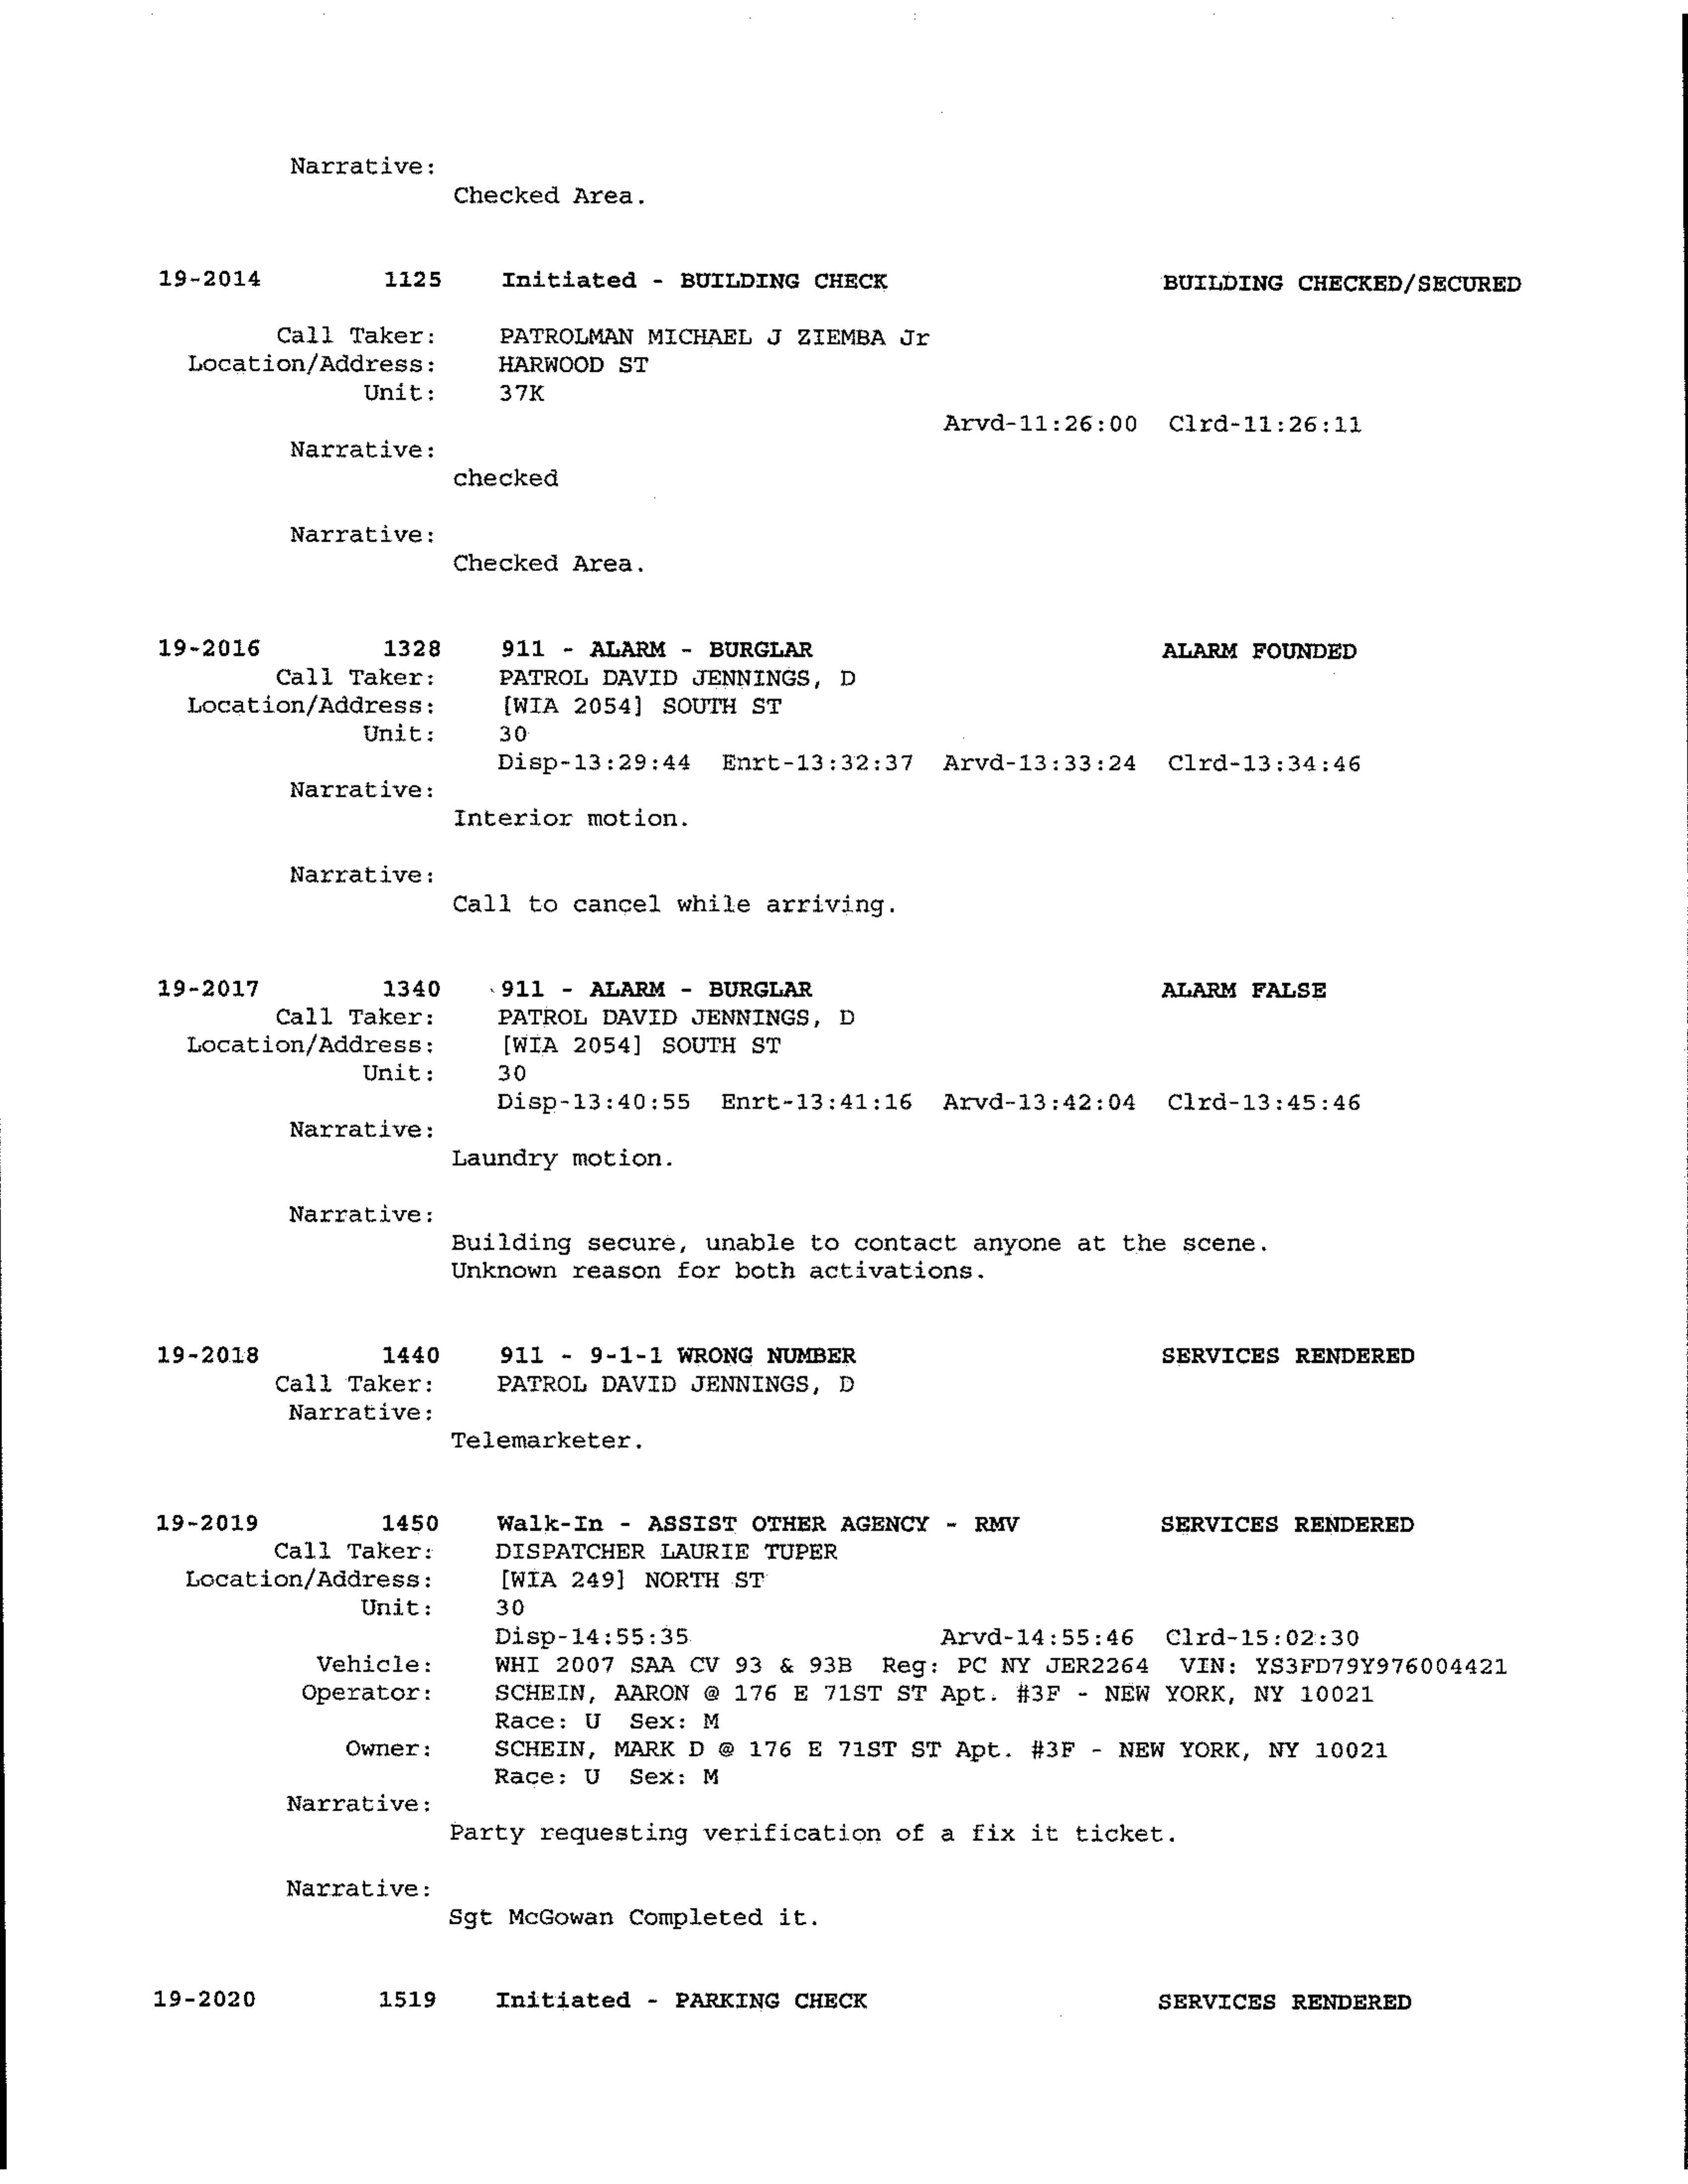 Narrative:
Checked Area.
19-2014 1125 Initiated - BUILDING CHECK BUILDING CHECKED/SECURED
Call Taker: PATROLMAN MICHAEL J ZIEMBA Jr
Location/Address: HARWOOD ST
Unit: 37K
Arvd-11:26:00 Clrd-11:26:11
Narrative:
checked
Narrative:
Checked Area.
19-2016 1328 911 - ALARM - BURGLAR ALARM FOUNDED
Call Taker: PATROL DAVID JENNINGS, D
Location/Address: [WIA 2054] SOUTH ST
Unit: 30
Disp-13:29:44 Enrt-13:32:37 Arvd-13:33:24 Clrd-13:34:46
Narrative:
Interior motion.
Narrative:
Call to cancel while arriving.
19-2017 1340 911 - ALARM - BURGLAR ALARM FALSE
Call Taker: PATROL DAVID JENNINGS, D
Location/Address: [WIA 2054] SOUTH ST
Unit: 30
Disp-13:40:55 Enrt-13:41:16 Arvd-13:42:04 Clrd-13:45:46
Narrative:
Laundry motion.
Narrative:
Building secure, unable to contact anyone at the scene.
Unknown reason for both activations.
19-2018 1440 911 - 9-1-1 WRONG NUMBER SERVICES RENDERED
Call Taker: PATROL DAVID JENNINGS, D
Narrative:
Telemarketer.
19-2019 1450 Walk-In - ASSIST OTHER AGENCY - RMV SERVICES RENDERED
Call Taker: DISPATCHER LAURIE TUPER
Location/Address: [WIA 249] NORTH ST
Unit: 30
Disp-14:55:35 Arvd-14:55:46 Clrd-15:02:30
Vehicle: WHI 2007 SAA CV 93 & 93B Reg: PC NY JER2264 VIN: YS3FD79Y976004421
Operator: SCHEIN, AARON @ 176 E 71ST ST Apt. #3F - NEW YORK, NY 10021
Race: U Sex: M
Owner: SCHEIN, MARK D @ 176 E 71ST ST Apt. #3F - NEW YORK, NY 10021
Race: U Sex: M
Narrative:
Party requesting verification of a fix it ticket.
Narrative:
Sgt McGowan Completed it.
19-2020 1519 Initiated - PARKING CHECK SERVICES RENDERED